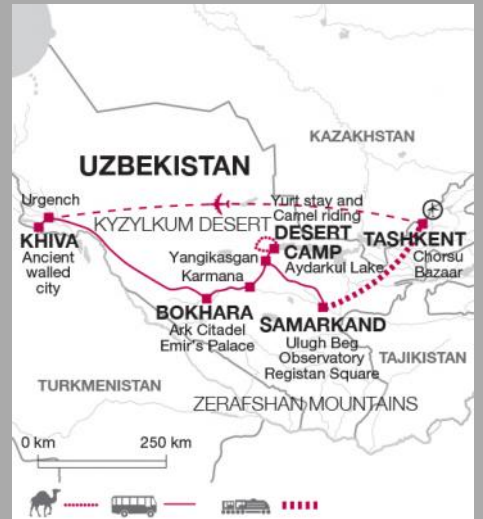 KAZAKHSTAN
UZBEKISTAN
Urgench
Yurt stay and
Camel riding
KYZYLKUM DESERT
KHIVA
Ancient
walled
city
DESERT
CAMP
Aydarkul Lake
TASHKENT
Chorsu
Bazaar
Yangikasgan
Karmana
BOKHARA
Ark Citadel
Emir's Palace
SAMARKAND
Ulugh Beg
Observatory
Registan Square
TAJIKISTAN
TURKMENISTAN
ZERAFSHAN MOUNTAINS
0 km 250 km